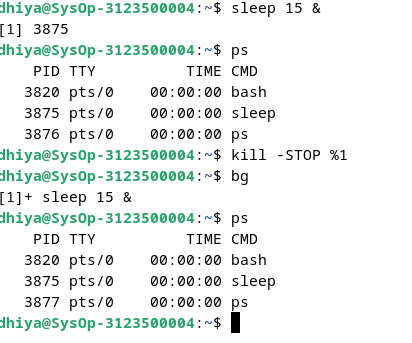 dhiya@SysOp-3123500004:~$ sleep 15 &
[1] 3875
dhiya@SysOp-3123500004:~$ ps
    PID TTY          TIME CMD
   3820 pts/0    00:00:00 bash
   3875 pts/0    00:00:00 sleep
   3876 pts/0    00:00:00 ps
dhiya@SysOp-3123500004:~$ kill -STOP %1
dhiya@SysOp-3123500004:~$ bg
[1]+ sleep 15 &
dhiya@SysOp-3123500004:~$ ps
    PID TTY          TIME CMD
   3820 pts/0    00:00:00 bash
   3875 pts/0    00:00:00 sleep
   3877 pts/0    00:00:00 ps
dhiya@SysOp-3123500004:~$